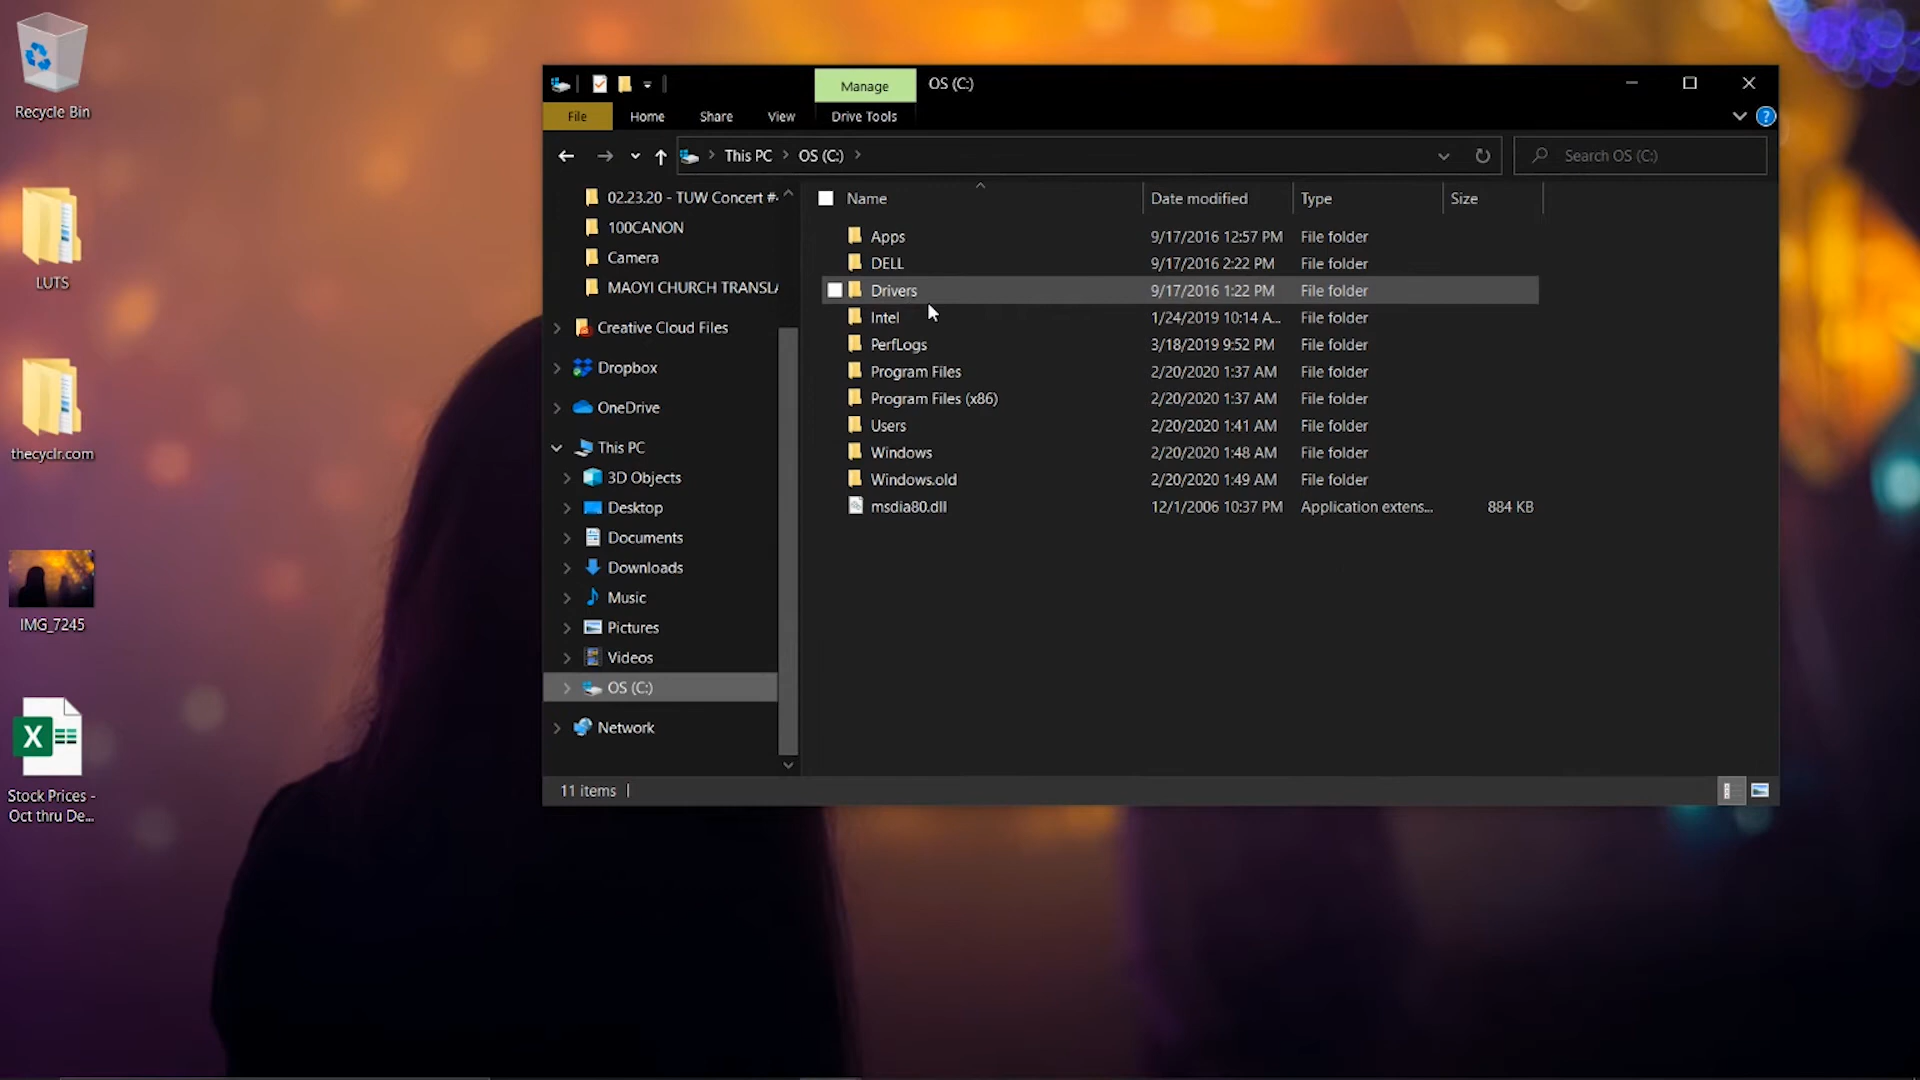 Recycle Bin
LUTS
thecyclr.com
IMG_7245
Stock Prices -
Oct thru De...
Manage
OS (C:)
File
Home
Share
View
Drive Tools
This PC
OS (C:)
Search OS (C:)
02.23.20 - TUW Concert #4
100CANON
Camera
MAOYI CHURCH TRANSLA
Creative Cloud Files
Dropbox
OneDrive
This PC
3D Objects
Desktop
Documents
Downloads
Music
Pictures
Videos
OS (C:)
Network
Name Date modified Type Size
Apps 9/17/2016 12:57 PM File folder
DELL 9/17/2016 2:22 PM File folder
Drivers 9/17/2016 1:22 PM File folder
Intel 1/24/2019 10:14 A... File folder
PerfLogs 3/18/2019 9:52 PM File folder
Program Files 2/20/2020 1:37 AM File folder
Program Files (x86) 2/20/2020 1:37 AM File folder
Users 2/20/2020 1:41 AM File folder
Windows 2/20/2020 1:48 AM File folder
Windows.old 2/20/2020 1:49 AM File folder
msdia80.dll 12/1/2006 10:37 PM Application extens... 884 KB
11 items